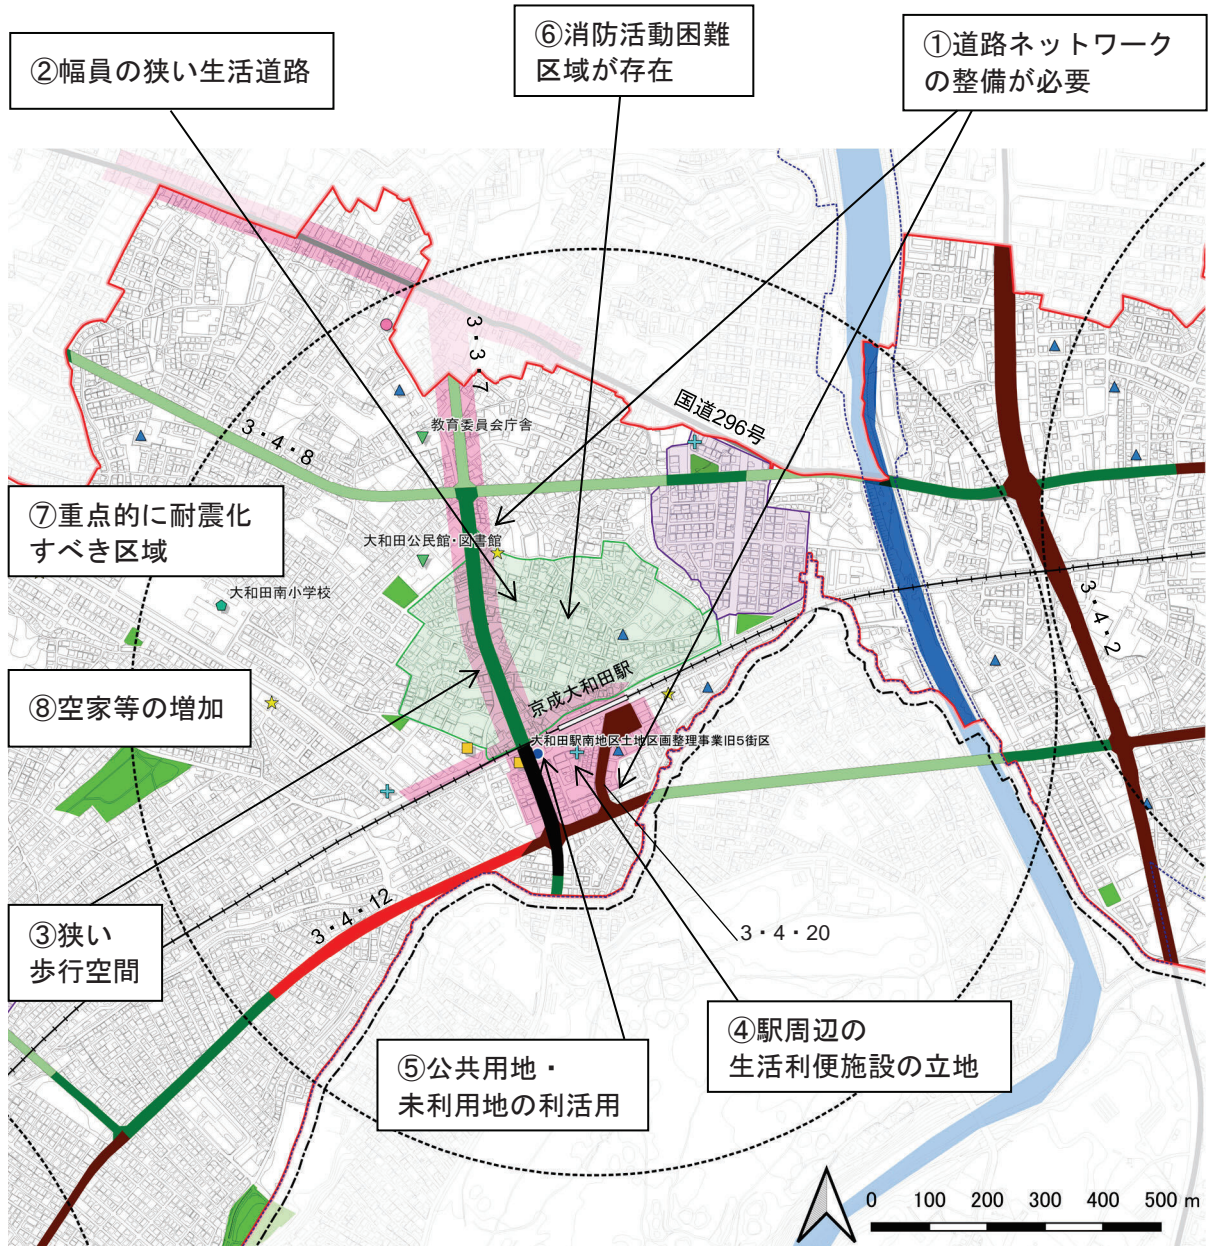 ⑥消防活動困難
区域が存在
①道路ネットワーク
の整備が必要
②幅員の狭い生活道路
3・3・7
国道296号
教育委員会庁舎
3・4・8
⑦重点的に耐震化
すべき区域
大和田公民館・図書館
大和田南小学校
3・4・2
京成大和田駅
⑧空家等の増加
大和田駅南地区土地区画整理事業旧5街区
3・4・12
③狭い
歩行空間
3・4・20
④駅周辺の
生活利便施設の立地
⑤公共用地・
未利用地の利活用
0 100 200 300 400 500 m